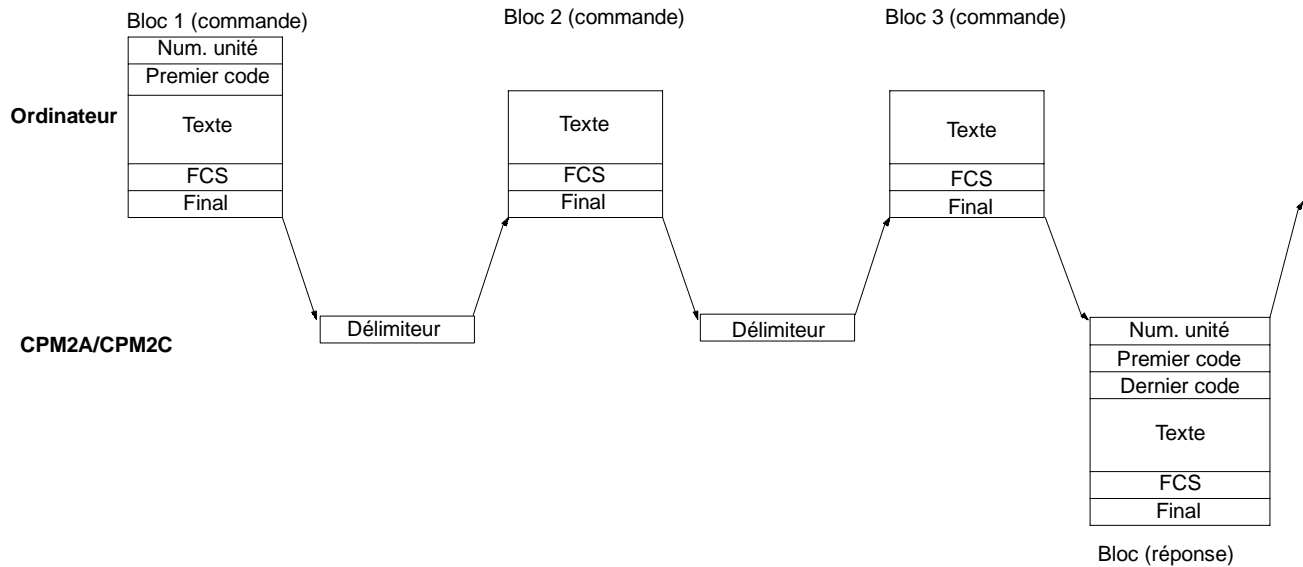 Bloc 1 (commande)
Num. unité
Premier code
Texte
FCS
Final
Bloc 2 (commande)
Texte
FCS
Final
Bloc 3 (commande)
Texte
FCS
Final
Ordinateur
Délimiteur
Délimiteur
CPM2A/CPM2C
Num. unité
Premier code
Dernier code
Texte
FCS
Final
Bloc (réponse)